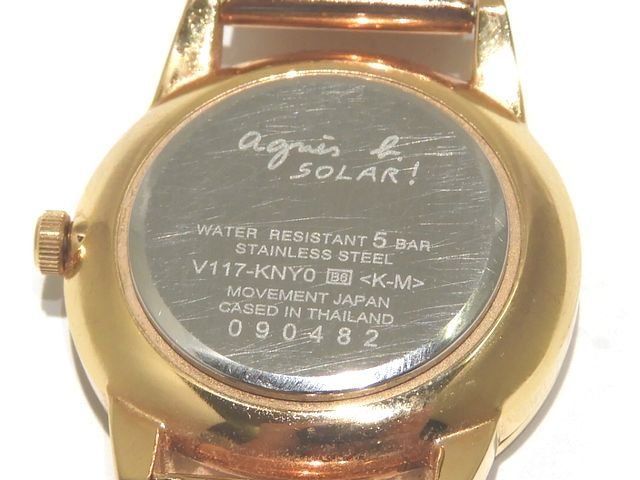 agnès b.
SOLAR!
WATER RESISTANT 5 BAR
STAINLESS STEEL
V117-KNY0 B6 <K-M>
MOVEMENT JAPAN
CASED IN THAILAND
090482